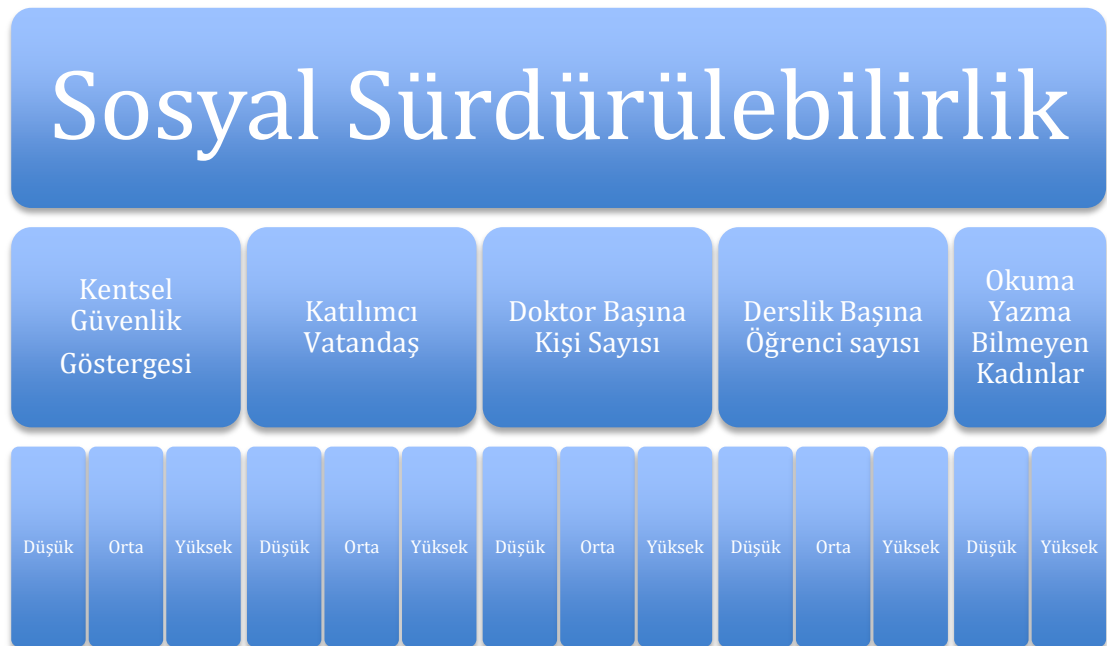 Sosyal Sürdürülebilirlik
Kentsel
Güvenlik
Göstergesi
Katılımcı
Vatandaş
Doktor Başına
Kişi Sayısı
Derslik Başına
Öğrenci sayısı
Okuma
Yazma
Bilmeyen
Kadınlar
Düşük
Orta
Yüksek
Düşük
Orta
Yüksek
Düşük
Orta
Yüksek
Düşük
Orta
Yüksek
Düşük
Yüksek